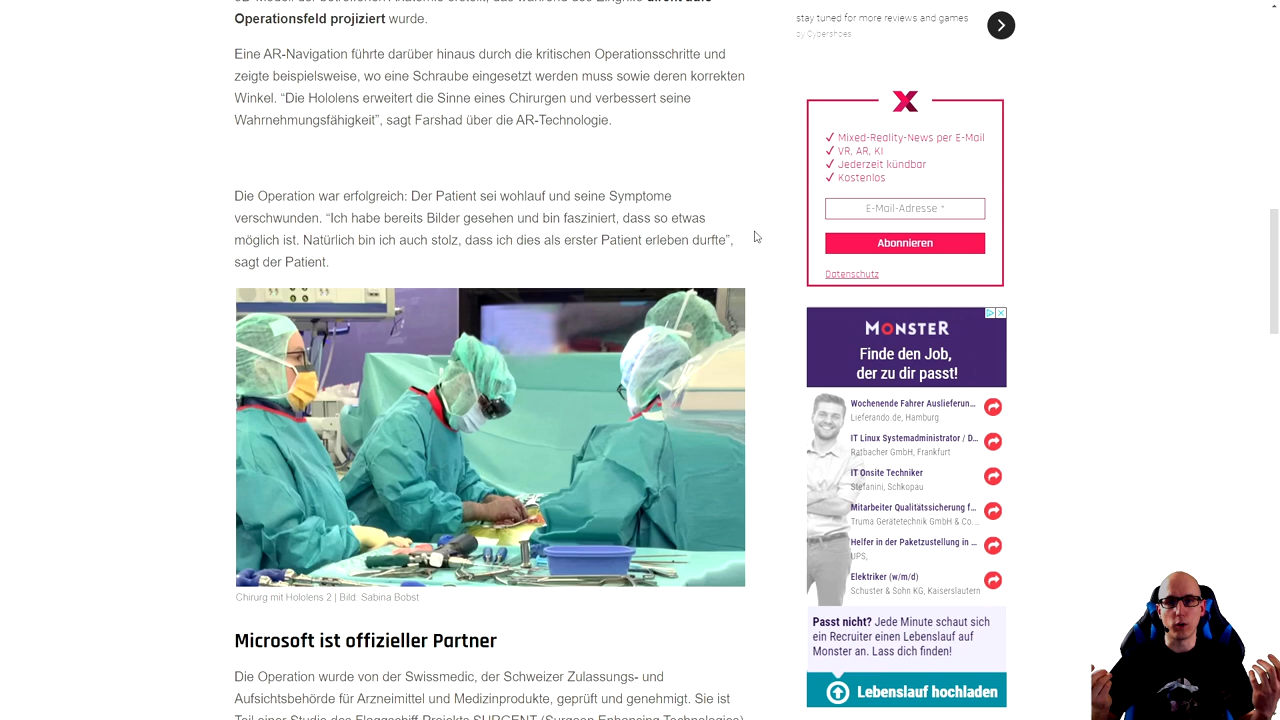 Operationsfeld projiziert wurde.
Eine AR-Navigation führte darüber hinaus durch die kritischen Operationsschritte und
zeigte beispielsweise, wo eine Schraube eingesetzt werden muss sowie deren korrekten
Winkel. “Die Hololens erweitert die Sinne eines Chirurgen und verbessert seine
Wahrnehmungsfähigkeit”, sagt Farshad über die AR-Technologie.
Die Operation war erfolgreich: Der Patient sei wohlauf und seine Symptome
verschwunden. “Ich habe bereits Bilder gesehen und bin fasziniert, dass so etwas
möglich ist. Natürlich bin ich auch stolz, dass ich dies als erster Patient erleben durfte”,
sagt der Patient.
Chirurg mit Hololens 2 | Bild: Sabina Bobst
Microsoft ist offizieller Partner
Die Operation wurde von der Swissmedic, der Schweizer Zulassungs- und
Aufsichtsbehörde für Arzneimittel und Medizinprodukte, geprüft und genehmigt. Sie ist
Teil einer Studie des Flaggschiff-Projekts SURGENT (Surgeon Enhancing Technologies)
stay tuned for more reviews and games
by Cybershoes
X
✓ Mixed-Reality-News per E-Mail
✓ VR, AR, KI
✓ Jederzeit kündbar
✓ Kostenlos
E-Mail-Adresse *
Abonnieren
Datenschutz
MONSTER
Finde den Job,
der zu dir passt!
Wochenende Fahrer Auslieferun...
Lieferando.de, Hamburg
IT Linux Systemadministrator / D...
Ratbacher GmbH, Frankfurt
IT Onsite Techniker
Stefanini, Schkopau
Mitarbeiter Qualitätssicherung f...
Truma Gerätetechnik GmbH & Co...
Helfer in der Paketzustellung in ...
UPS,
Elektriker (w/m/d)
Schuster & Sohn KG, Kaiserslautern
Passt nicht? Jede Minute schaut sich
ein Recruiter einen Lebenslauf auf
Monster an. Lass dich finden!
Lebenslauf hochladen